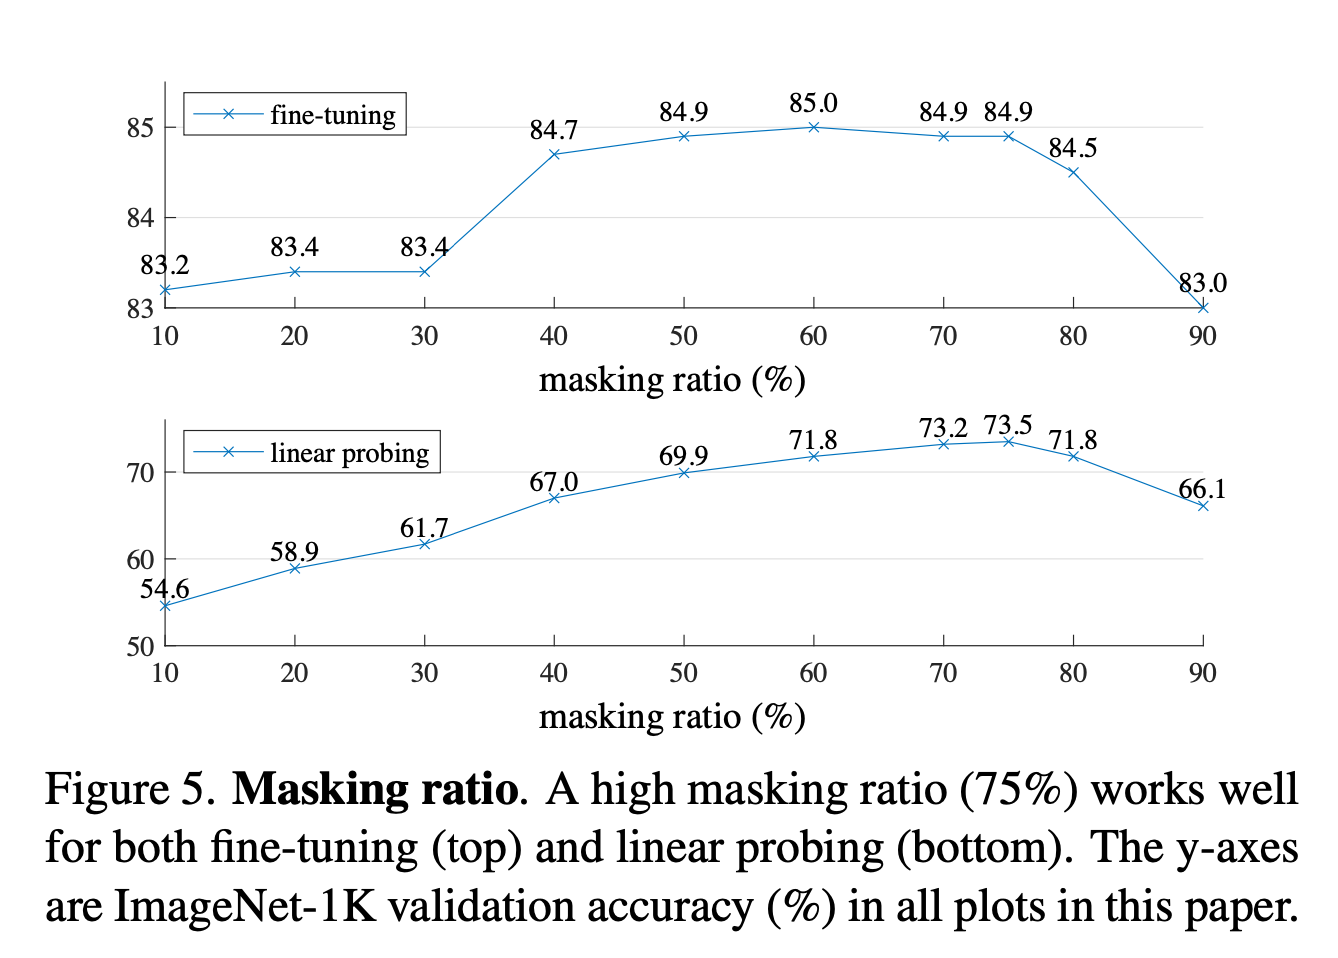 fine-tuning
85
84
83
83.2
83.4
83.4
84.7
84.9
85.0
84.9
84.9
84.5
83.0
10 20 30 40 50 60 70 80 90
masking ratio (%)
linear probing
70
60
50
54.6
58.9
61.7
67.0
69.9
71.8
73.2
73.5
71.8
66.1
10 20 30 40 50 60 70 80 90
masking ratio (%)
Figure 5. Masking ratio. A high masking ratio (75%) works well
for both fine-tuning (top) and linear probing (bottom). The y-axes
are ImageNet-1K validation accuracy (%) in all plots in this paper.